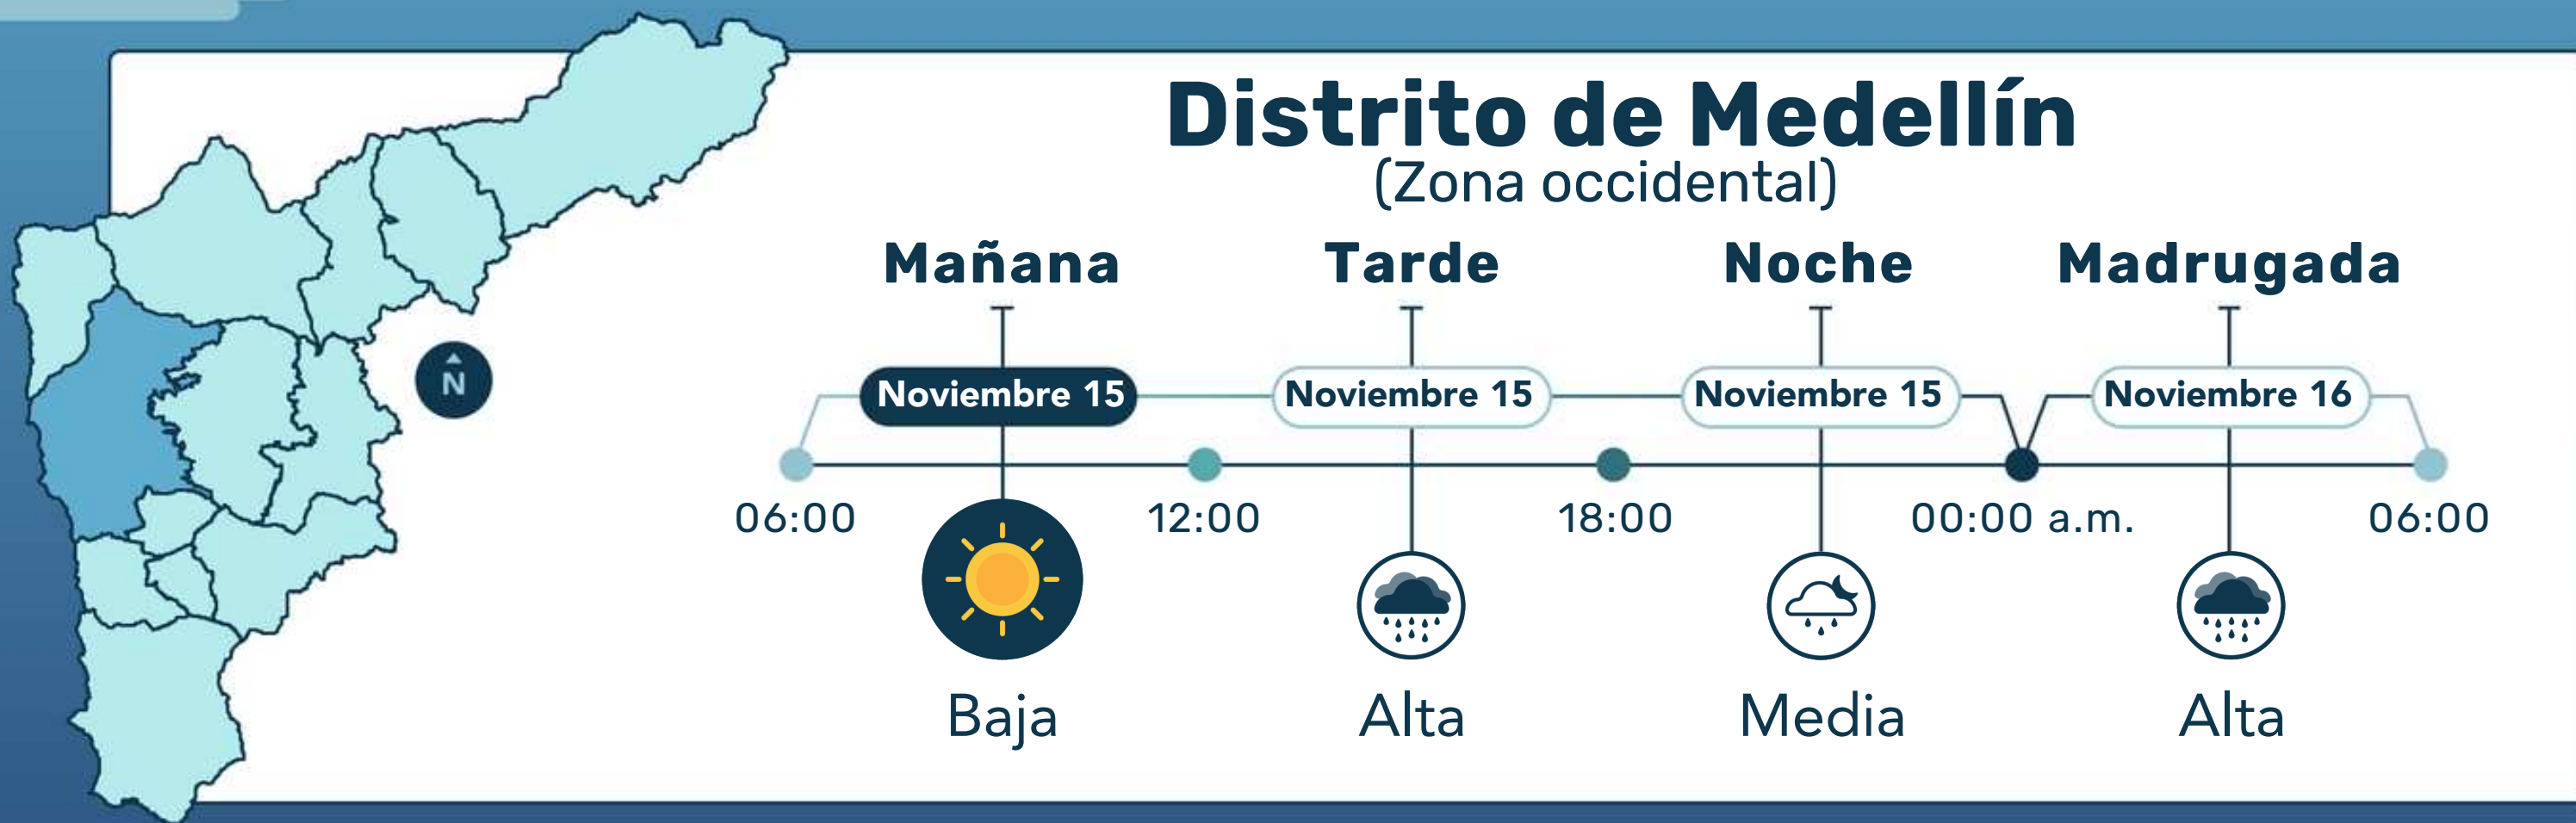 Distrito de Medellín
(Zona occidental)
Mañana Tarde Noche Madrugada
N
Noviembre 15 Noviembre 15 Noviembre 15 Noviembre 16
06:00 12:00 18:00 00:00 a.m. 06:00
Baja Alta Media Alta